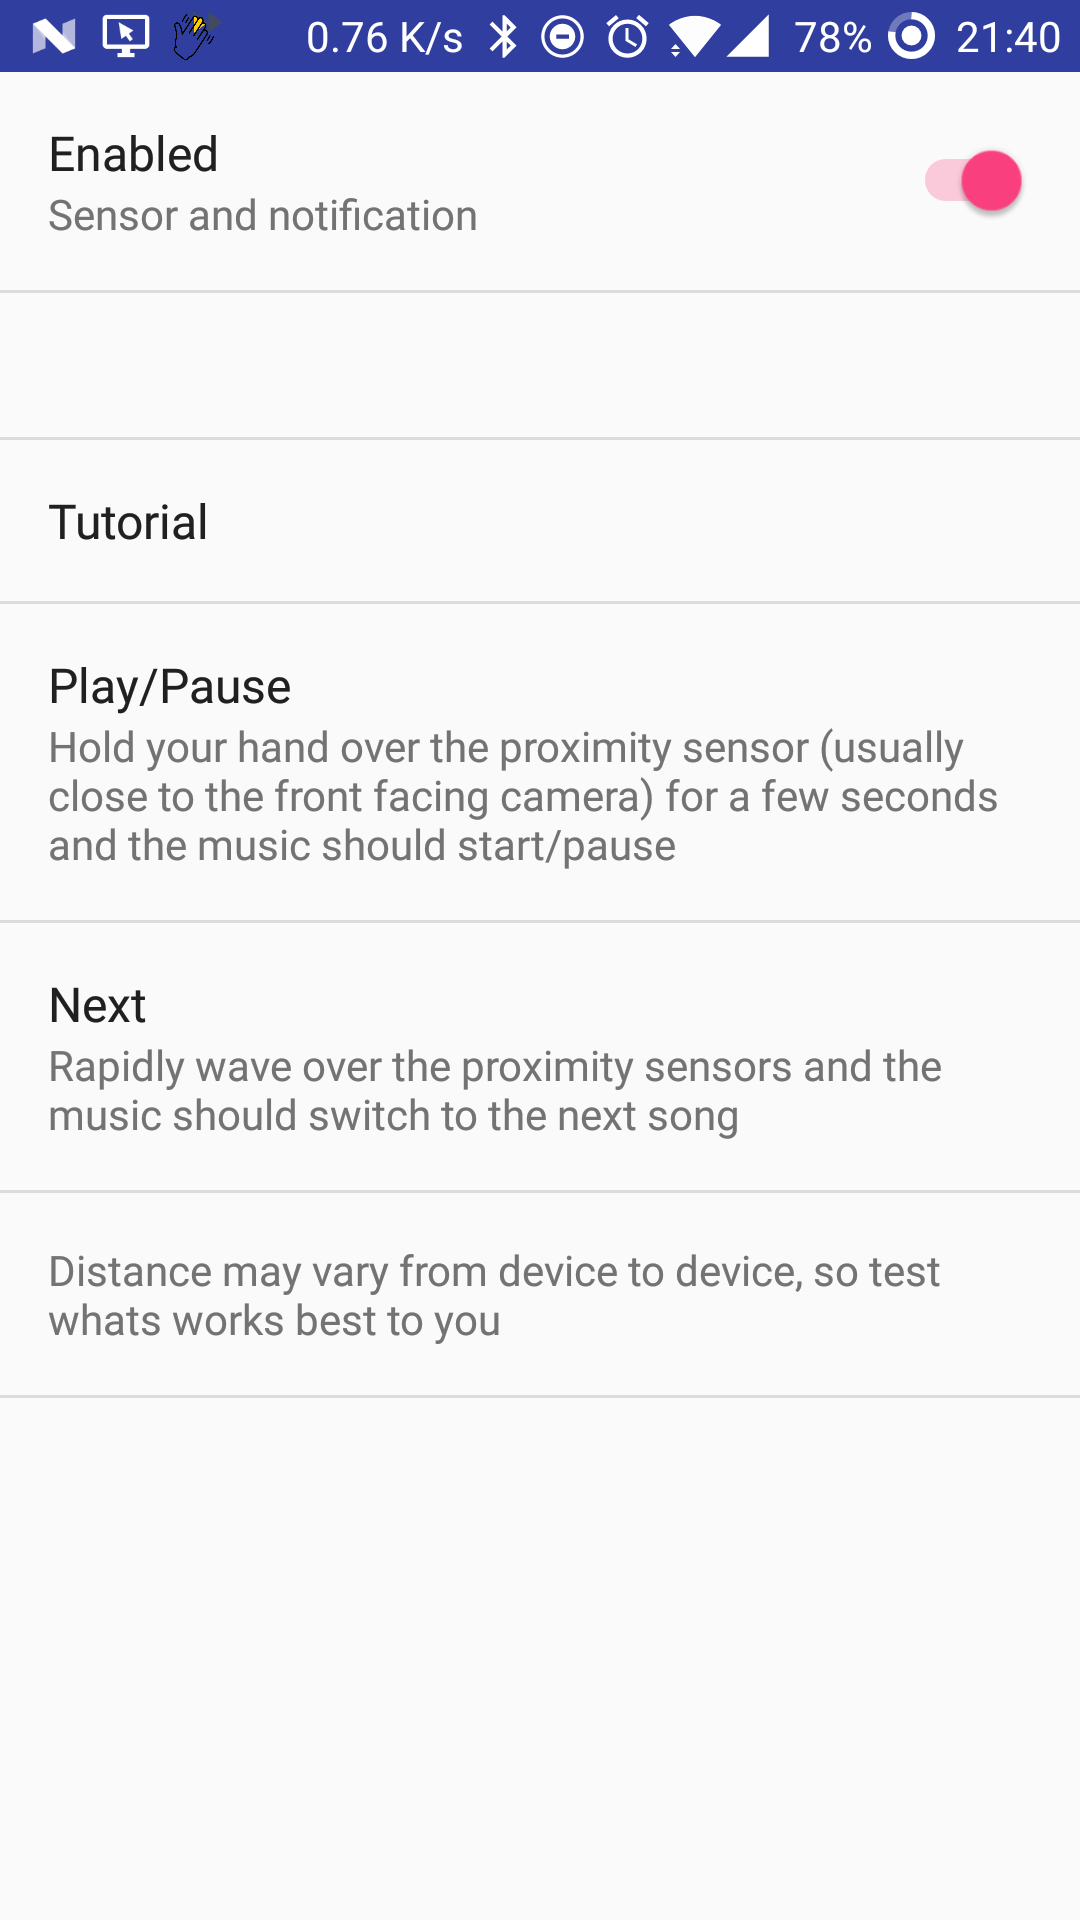 0.76 K/s 78% 21:40
Enabled
Sensor and notification
Tutorial
Play/Pause
Hold your hand over the proximity sensor (usually
close to the front facing camera) for a few seconds
and the music should start/pause
Next
Rapidly wave over the proximity sensors and the
music should switch to the next song
Distance may vary from device to device, so test
whats works best to you